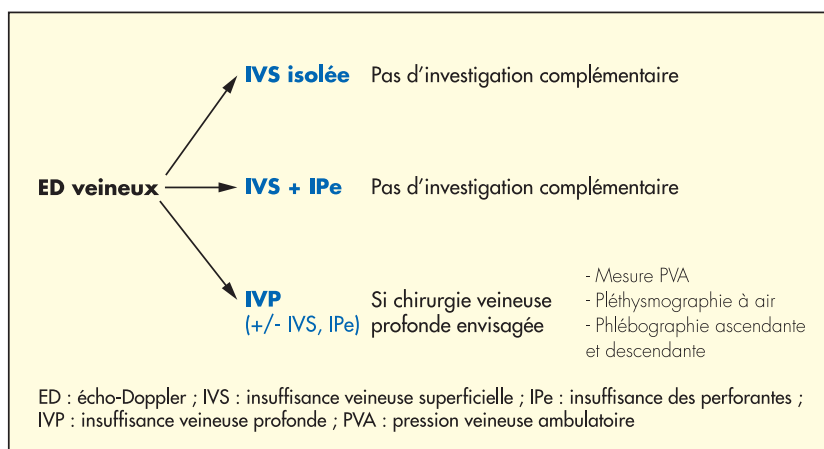 IVS isolée Pas d'investigation complémentaire
ED veineux IVS + IPe Pas d'investigation complémentaire
IVP Si chirurgie veineuse
(+/- IVS, IPe) profonde envisagée
- Mesure PVA
- Pléthysmographie à air
- Phlébographie ascendante
et descendante
ED : écho-Doppler ; IVS : insuffisance veineuse superficielle ; IPe : insuffisance des perforantes ;
IVP : insuffisance veineuse profonde ; PVA : pression veineuse ambulatoire